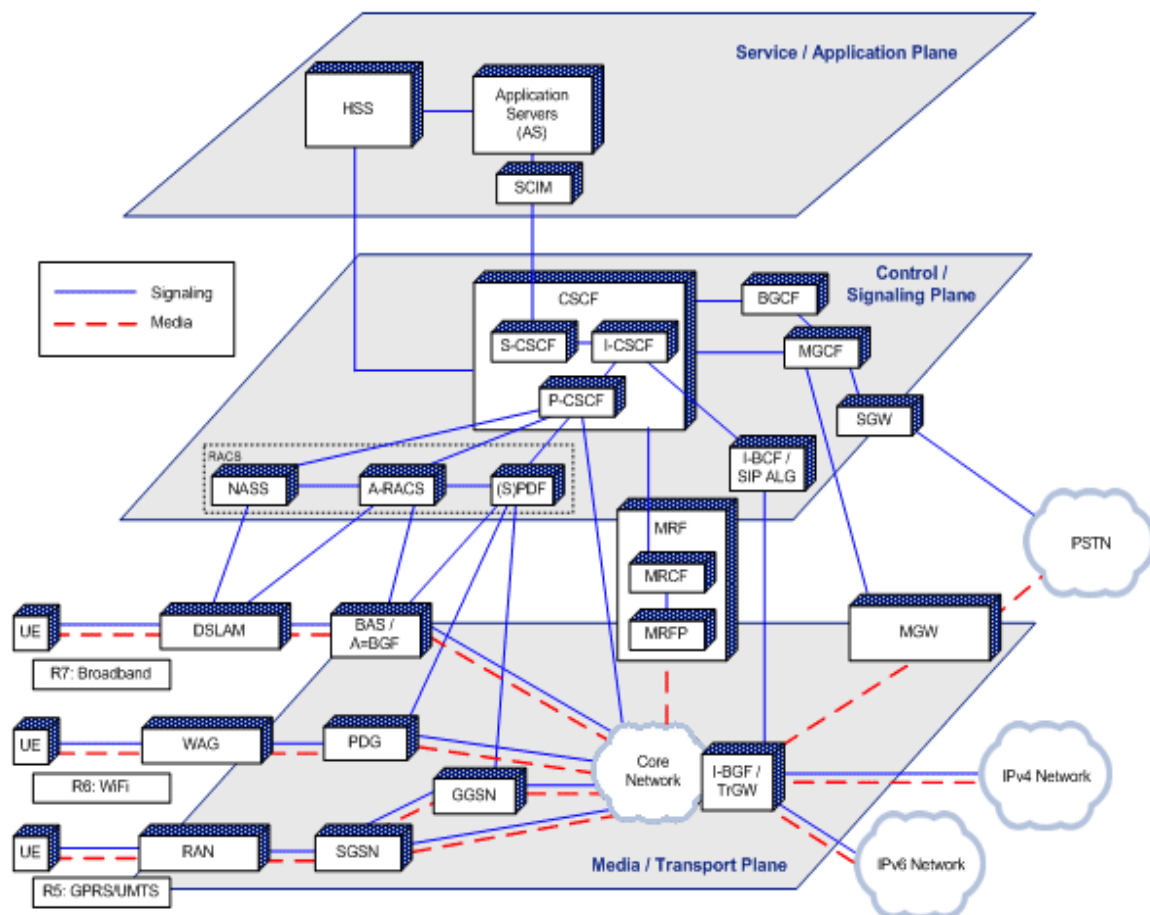 Service / Application Plane
HSS
Application
Servers
(AS)
SCIM
Signaling
Media
Control /
Signaling Plane
CSCF
S-CSCF
I-CSCF
P-CSCF
BGCF
MGCF
SGW
I-BCF /
SIP ALG
RACS
NASS
A-RACS
(S)PDF
MRF
MRCF
MRFP
PSTN
MGW
UE
DSLAM
BAS /
A=BGF
R7: Broadband
UE
WAG
PDG
R6: WiFi
GGSN
Core
Network
I-BGF /
TrGW
IPv4 Network
UE
RAN
SGSN
R5: GPRS/UMTS
Media / Transport Plane
IPv6 Network